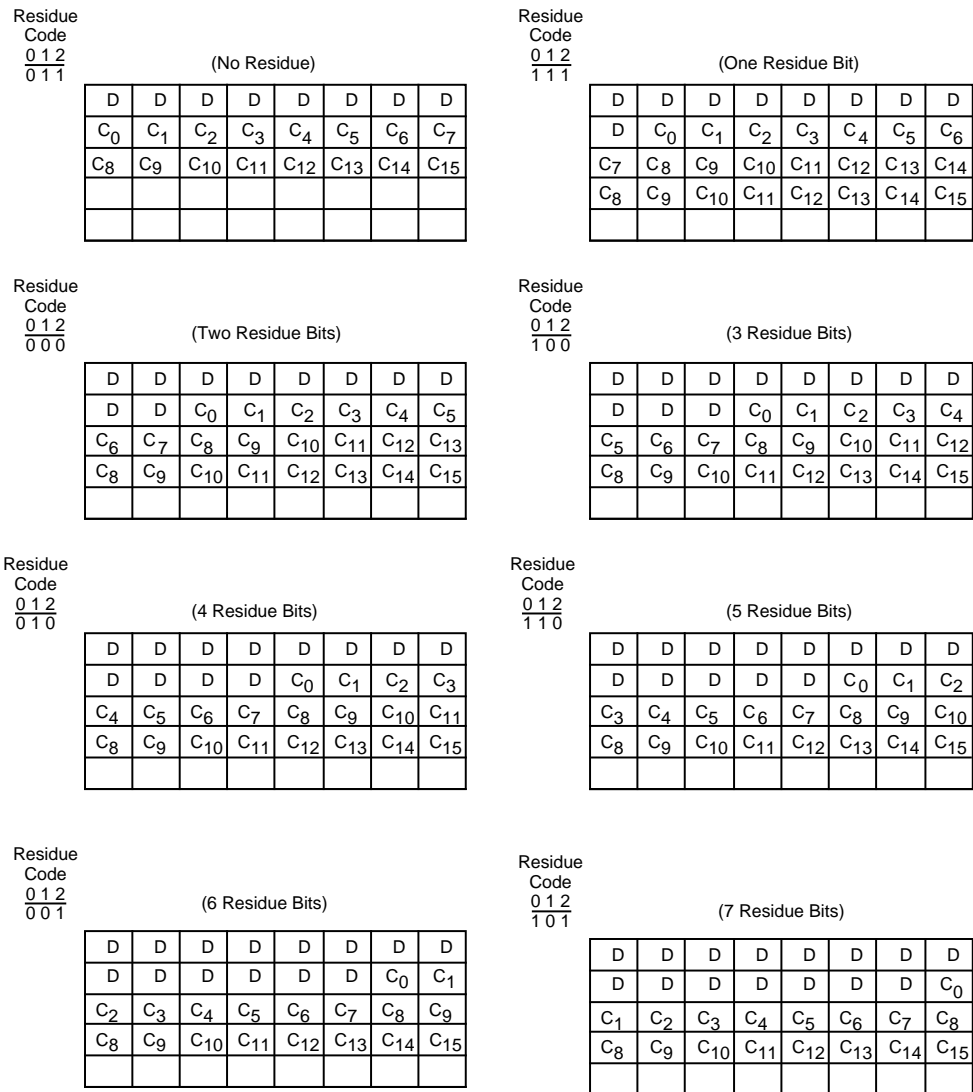 Residue
Code
0 1 2
0 1 1
(No Residue)
D D D D D D D D
C0 C1 C2 C3 C4 C5 C6 C7
C8 C9 C10 C11 C12 C13 C14 C15
Residue
Code
0 1 2
1 1 1
(One Residue Bit)
D D D D D D D D
D C0 C1 C2 C3 C4 C5 C6
C7 C8 C9 C10 C11 C12 C13 C14
C8 C9 C10 C11 C12 C13 C14 C15
Residue
Code
0 1 2
0 0 0
(Two Residue Bits)
D D D D D D D D
D D C0 C1 C2 C3 C4 C5
C6 C7 C8 C9 C10 C11 C12 C13
C8 C9 C10 C11 C12 C13 C14 C15
Residue
Code
0 1 2
1 0 0
(3 Residue Bits)
D D D D D D D D
D D D C0 C1 C2 C3 C4
C5 C6 C7 C8 C9 C10 C11 C12
C8 C9 C10 C11 C12 C13 C14 C15
Residue
Code
0 1 2
0 1 0
(4 Residue Bits)
D D D D D D D D
D D D D C0 C1 C2 C3
C4 C5 C6 C7 C8 C9 C10 C11
C8 C9 C10 C11 C12 C13 C14 C15
Residue
Code
0 1 2
1 1 0
(5 Residue Bits)
D D D D D D D D
D D D D D C0 C1 C2
C3 C4 C5 C6 C7 C8 C9 C10
C8 C9 C10 C11 C12 C13 C14 C15
Residue
Code
0 1 2
0 0 1
(6 Residue Bits)
D D D D D D D D
D D D D D D C0 C1
C2 C3 C4 C5 C6 C7 C8 C9
C8 C9 C10 C11 C12 C13 C14 C15
Residue
Code
0 1 2
1 0 1
(7 Residue Bits)
D D D D D D D D
D D D D D D D C0
C1 C2 C3 C4 C5 C6 C7 C8
C8 C9 C10 C11 C12 C13 C14 C15